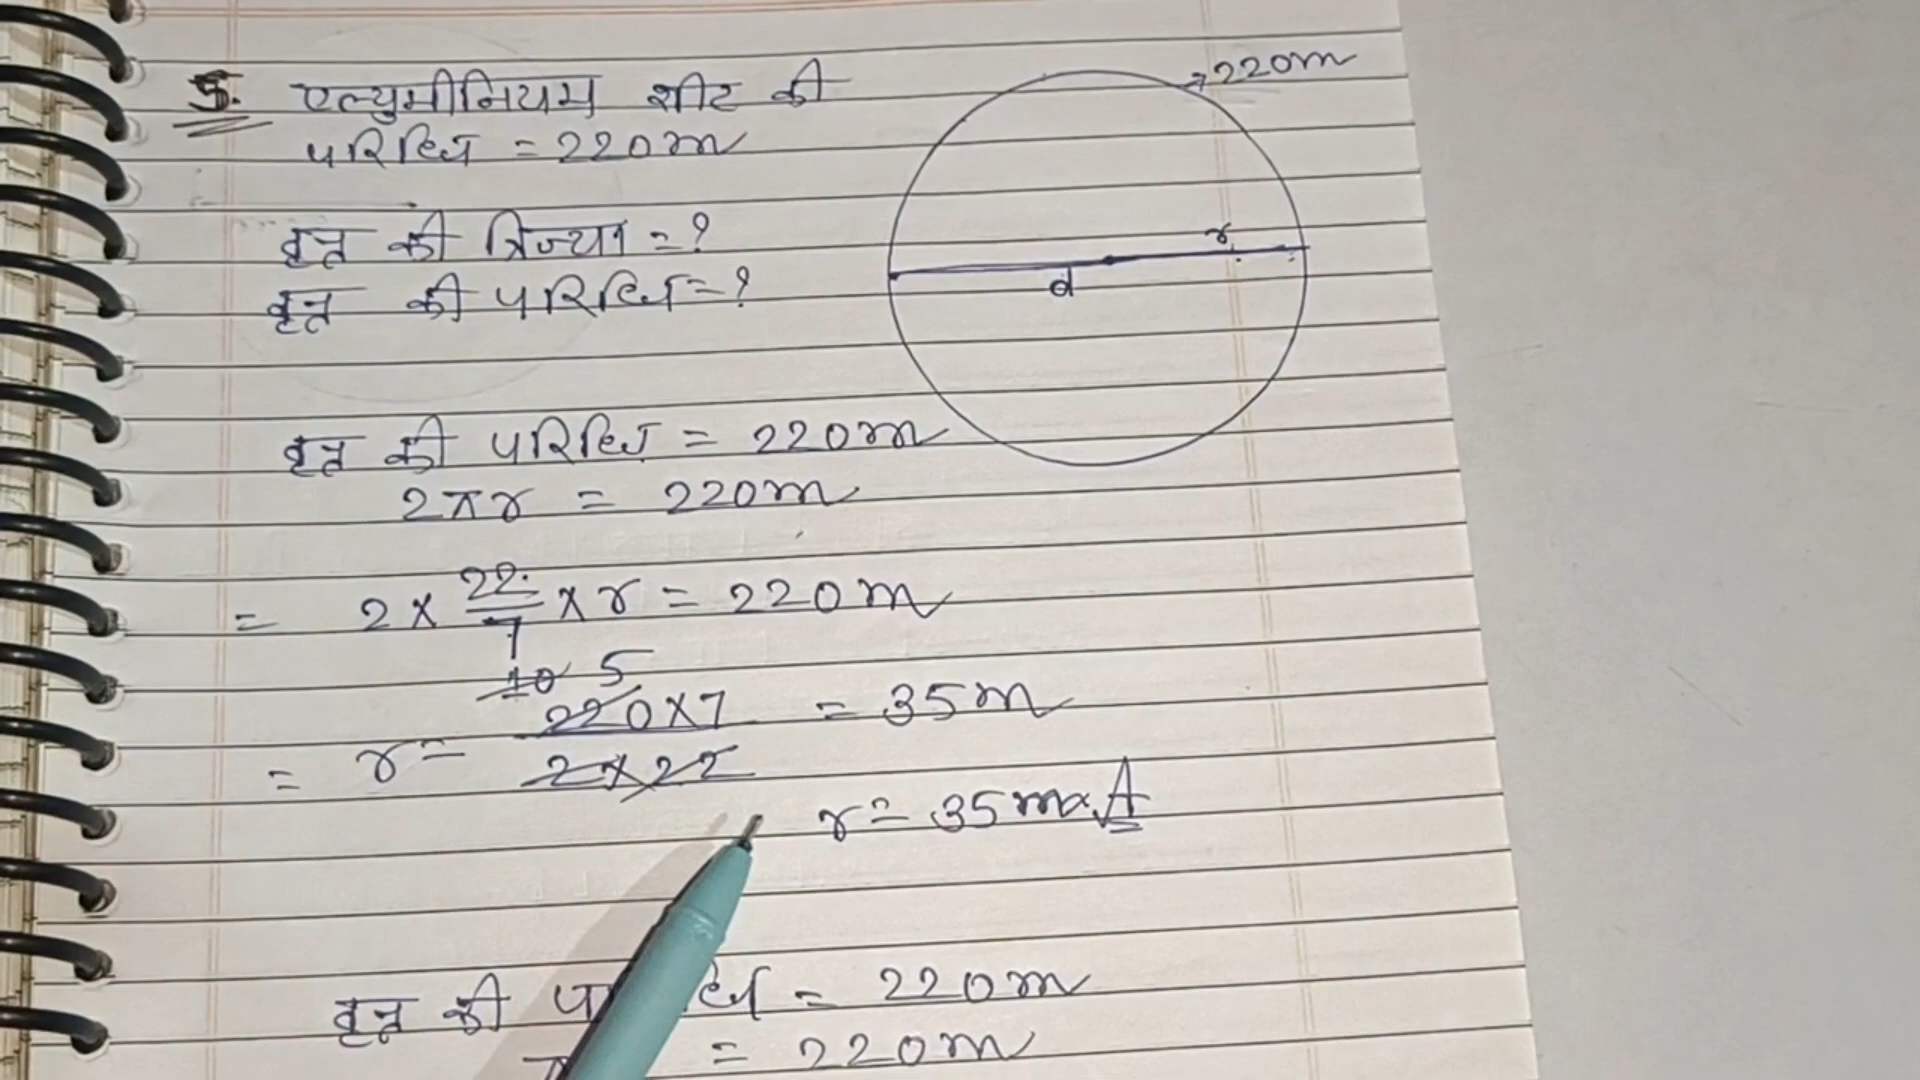 5. एल्युमीनियम शीट की
परिधि = 220m
वृत्त की त्रिज्या = ?
वृत्त की परिधि = ?
220m
r
d
वृत्त की परिधि = 220m
2πr = 220m
= 2 × 22/7 × r = 220m
10 5
= r = 220×7 / 2×22 = 35m
r = 35m A
वृत्त की = 220m
= 220m